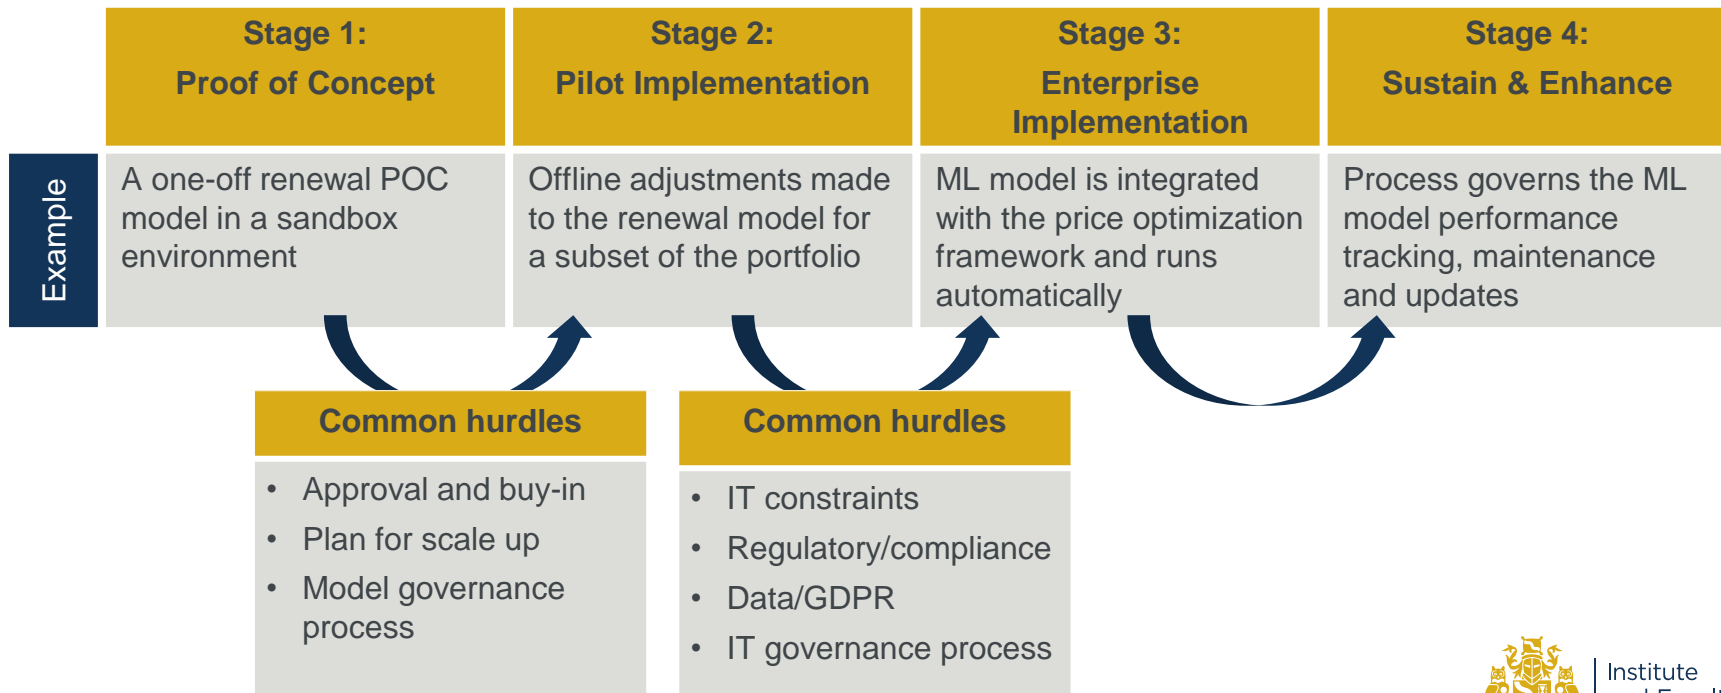 Stage 1:
Proof of Concept
Stage 2:
Pilot Implementation
Stage 3:
Enterprise
Implementation
Stage 4:
Sustain & Enhance
Example
A one-off renewal POC
model in a sandbox
environment
Offline adjustments made
to the renewal model for
a subset of the portfolio
ML model is integrated
with the price optimization
framework and runs
automatically
Process governs the ML
model performance
tracking, maintenance
and updates
Common hurdles
• Approval and buy-in
• Plan for scale up
• Model governance
process
Common hurdles
• IT constraints
• Regulatory/compliance
• Data/GDPR
• IT governance process
Institute